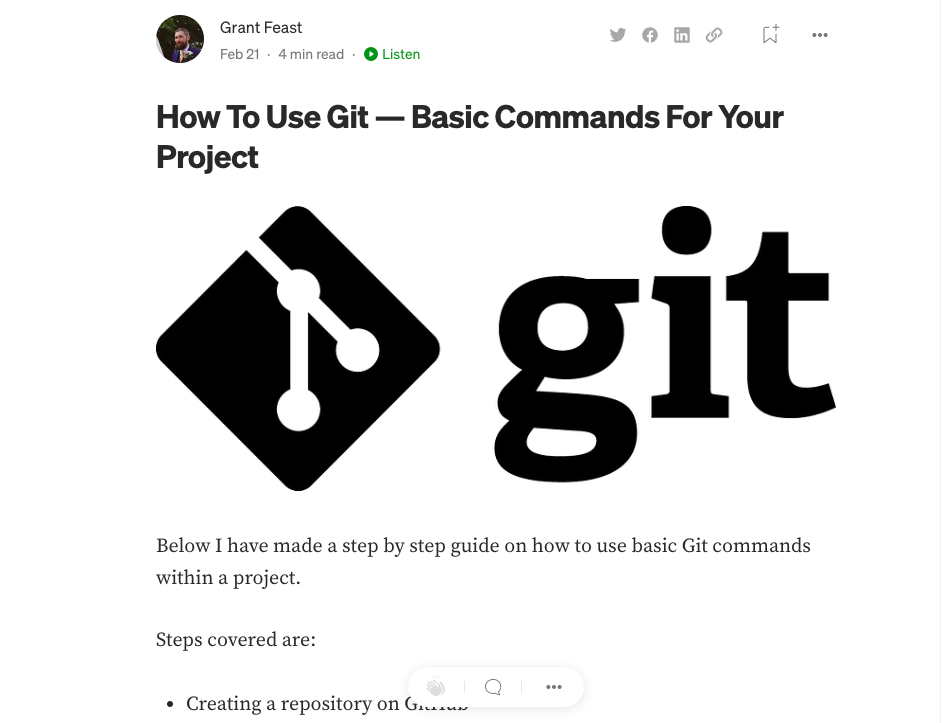 Grant Feast
Feb 21 · 4 min read · Listen
How To Use Git — Basic Commands For Your
Project
git
Below I have made a step by step guide on how to use basic Git commands
within a project.
Steps covered are:
• Creating a repository on GitHub